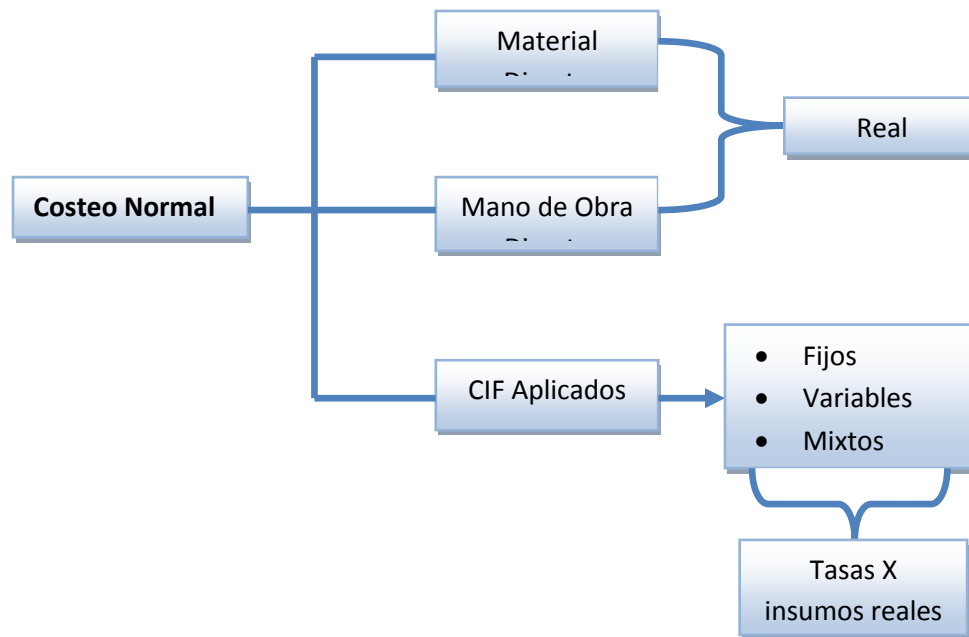 Material
Real
Costeo Normal
Mano de Obra
CIF Aplicados
• Fijos
• Variables
• Mixtos
Tasas X
insumos reales